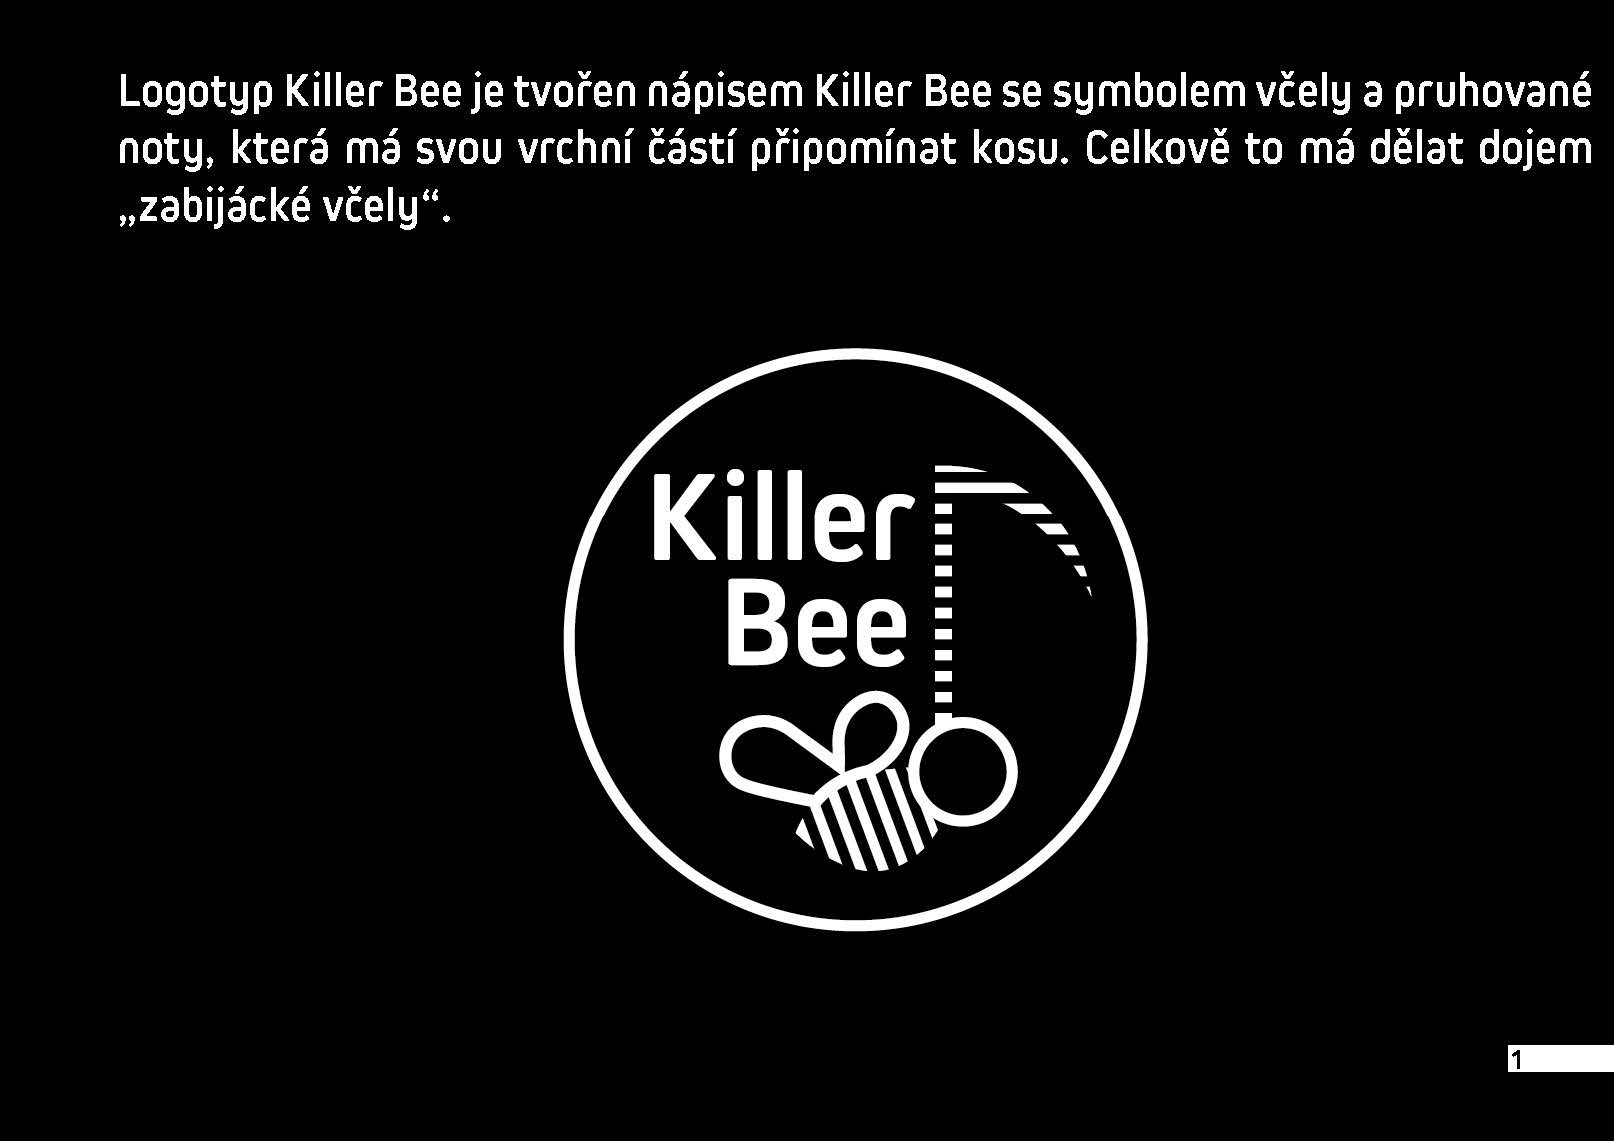 Logotyp Killer Bee je tvořen nápisem Killer Bee se symbolem včely a pruhované
noty, která má svou vrchní částí připomínat kosu. Celkově to má dělat dojem
„zabijácké včely“.
Killer
Bee
1